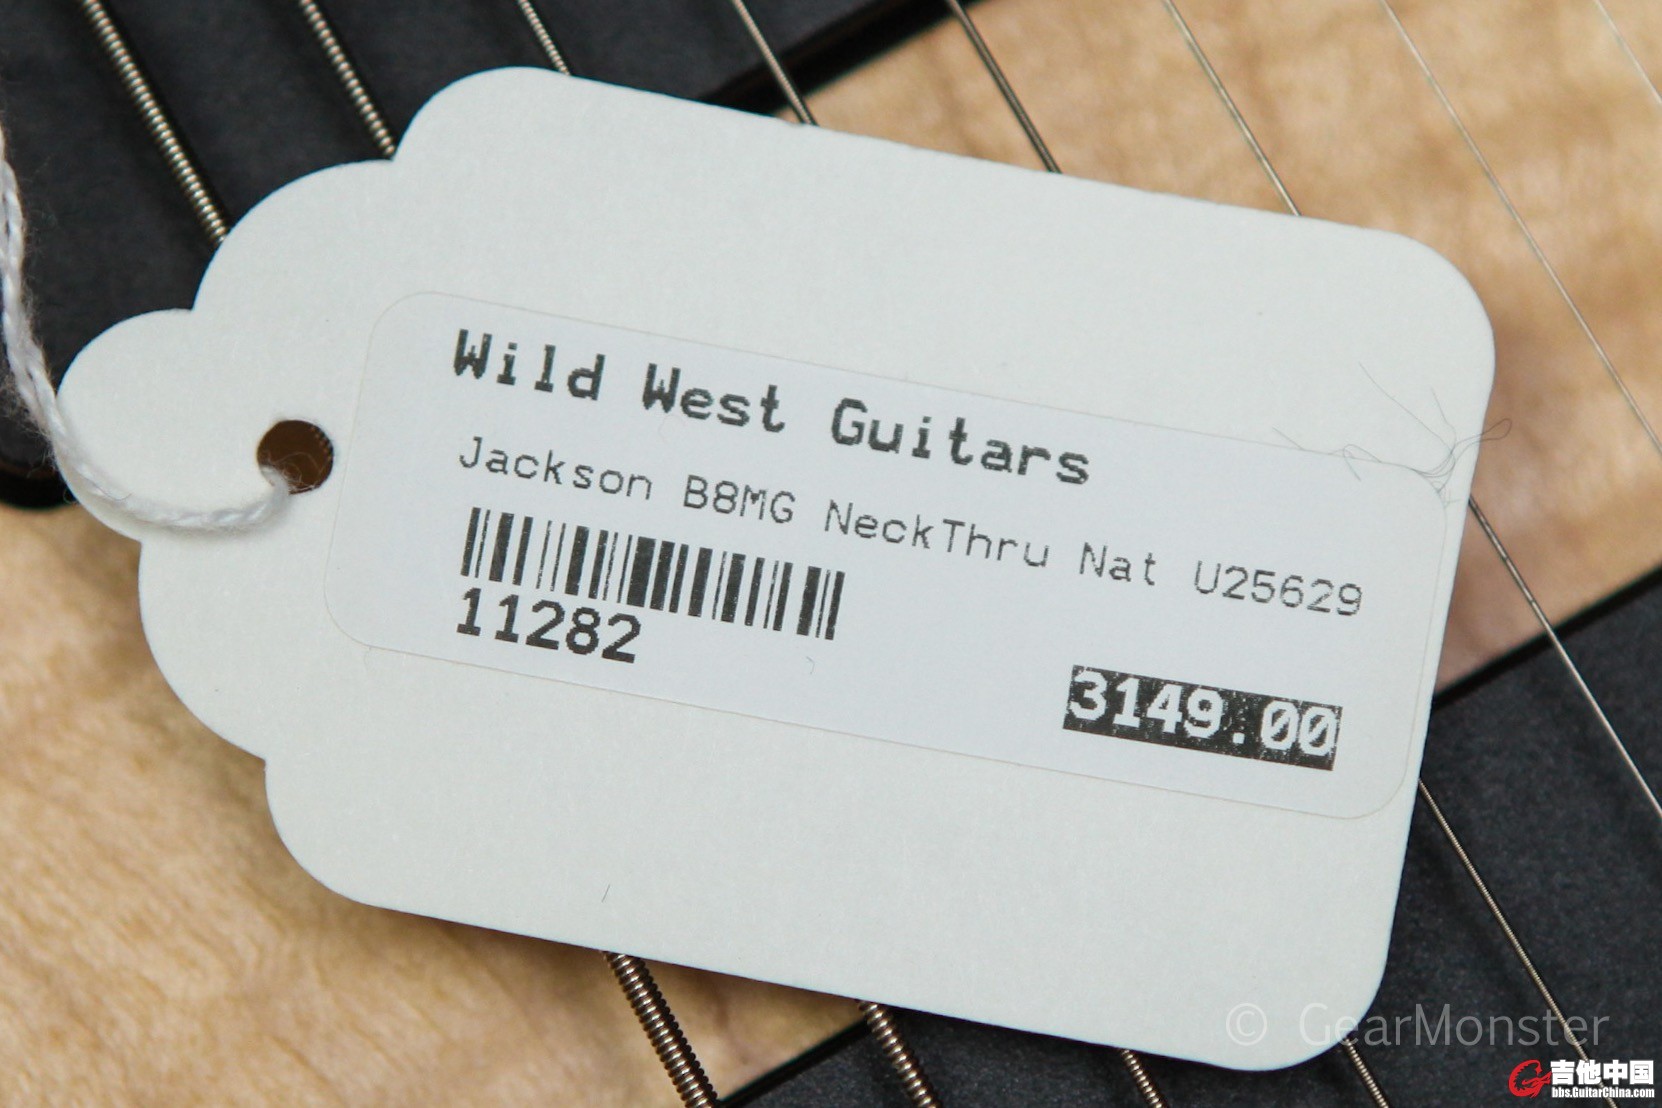 Wild West Guitars
Jackson B8MG NeckThru Nat U25629
11282
3149.00
© GearMonster
吉他中国
bbs.GuitarChina.com